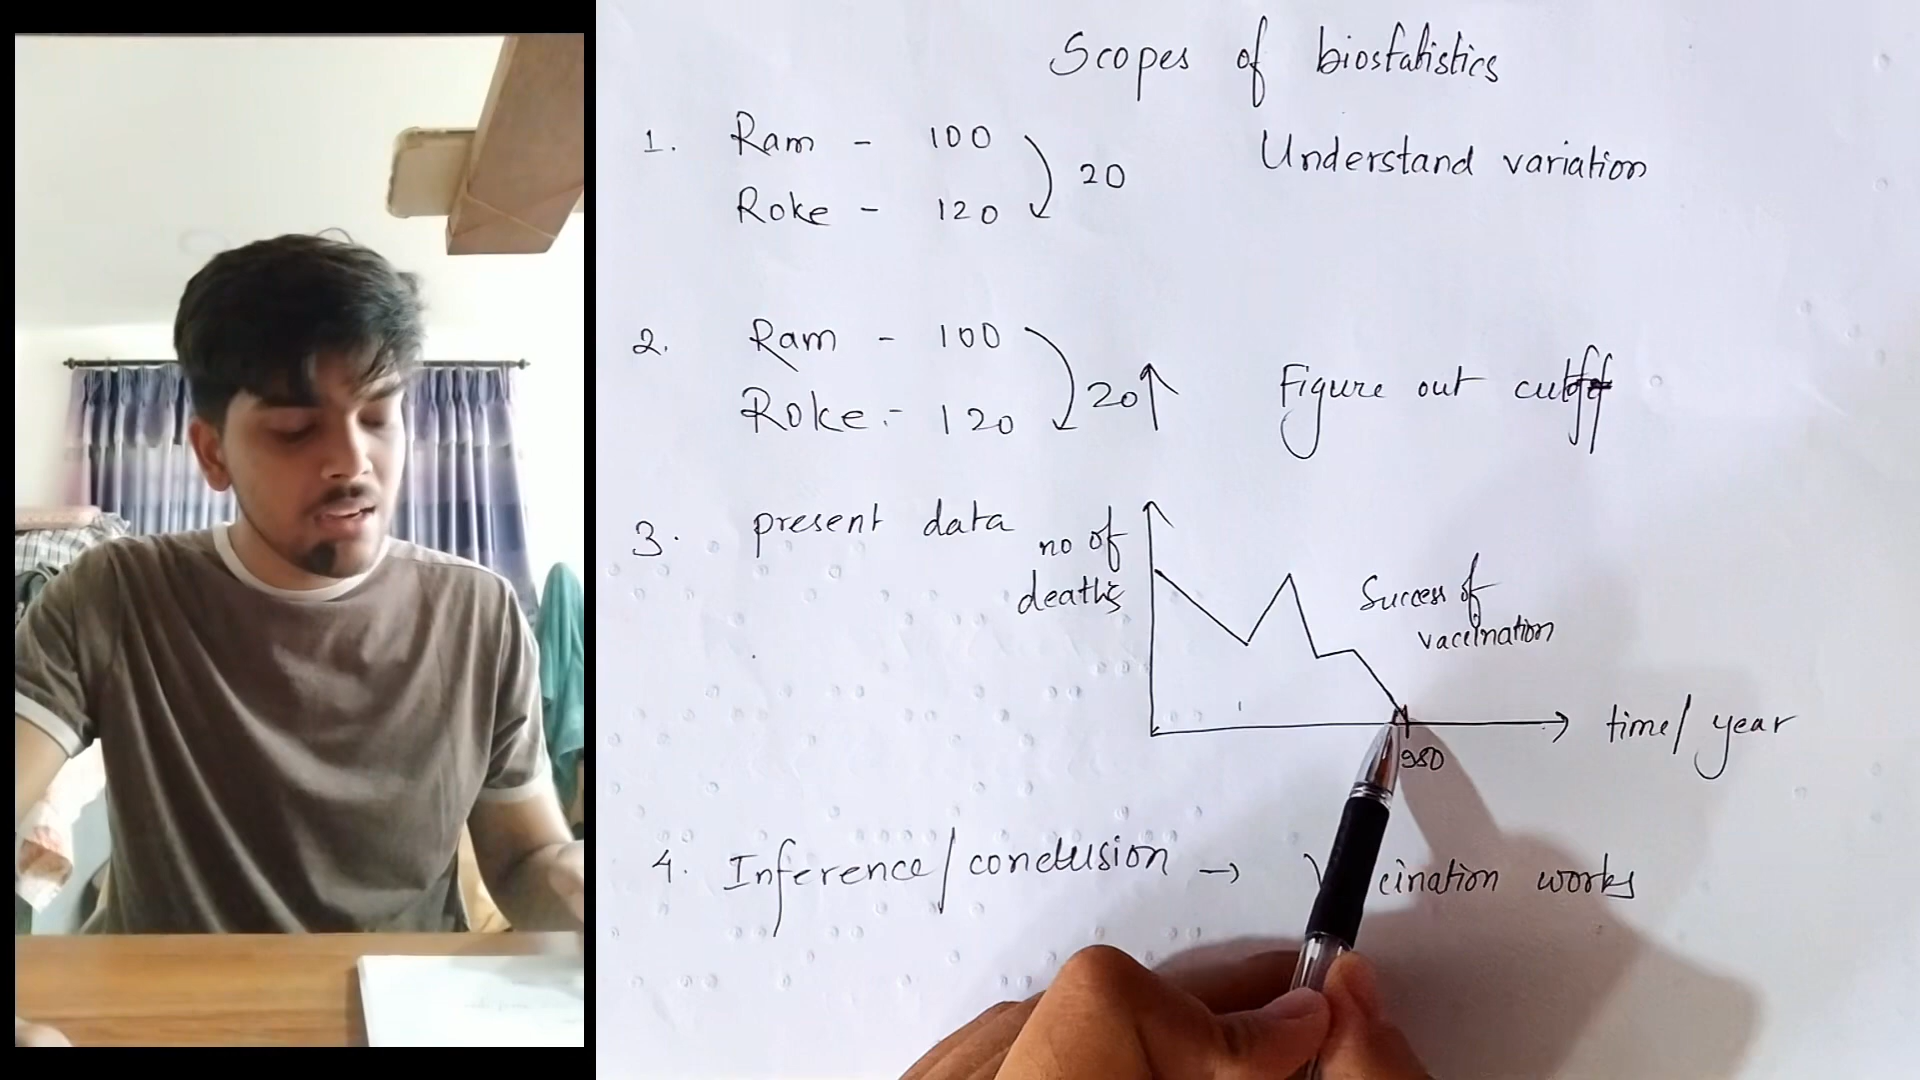 Scopes of biostatistics
1. Ram - 100
20
Understand variation
Roke - 120
2. Ram - 100
20↑
Figure out cutoff
Roke - 120
3. present data
no of
deaths
Success of
vaccination
time/ year
4. Inference/conclusion → cination works